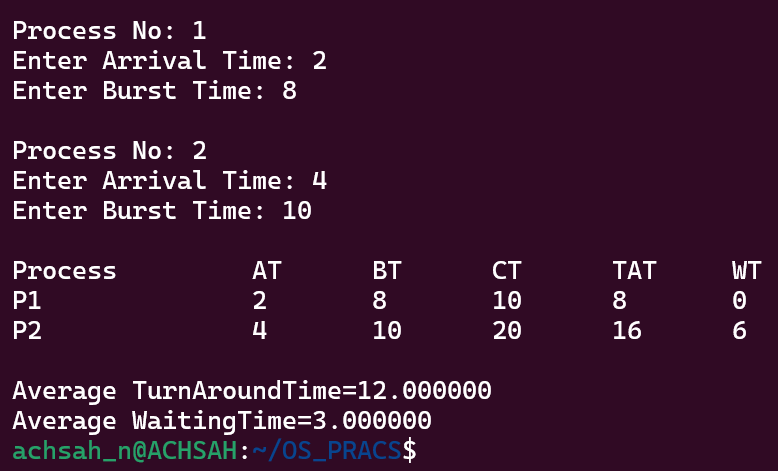 Process No: 1
Enter Arrival Time: 2
Enter Burst Time: 8
Process No: 2
Enter Arrival Time: 4
Enter Burst Time: 10
Process AT BT CT TAT WT
P1 2 8 10 8 0
P2 4 10 20 16 6
Average TurnAroundTime=12.000000
Average WaitingTime=3.000000
achsah_n@ACHSAH:~/OS_PRACS$